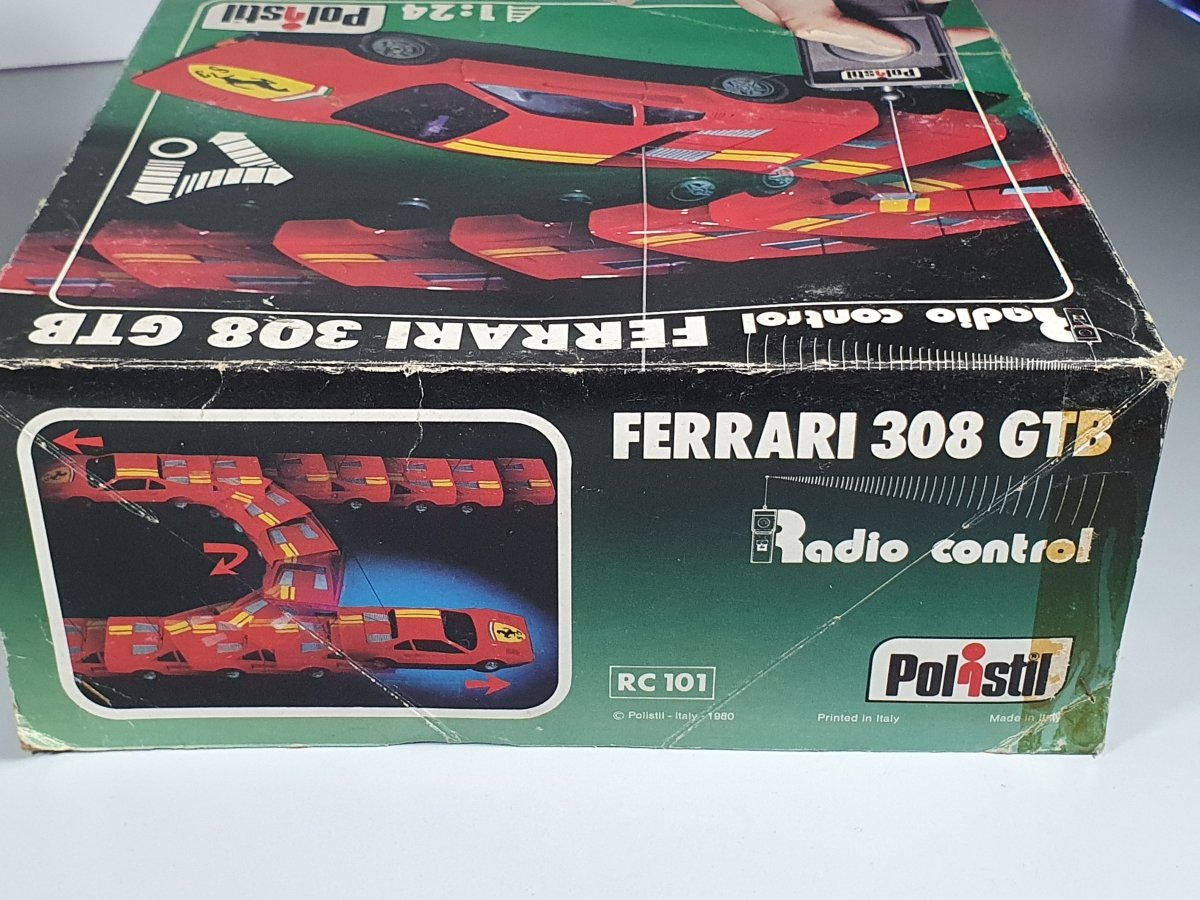 1:24
Polistil
Polistil
Radio control
FERRARI 308 GTB
FERRARI 308 GTB
Radio control
Polistil®
RC 101
© Polistil - Italy - 1980
Printed in Italy
Made in Italy